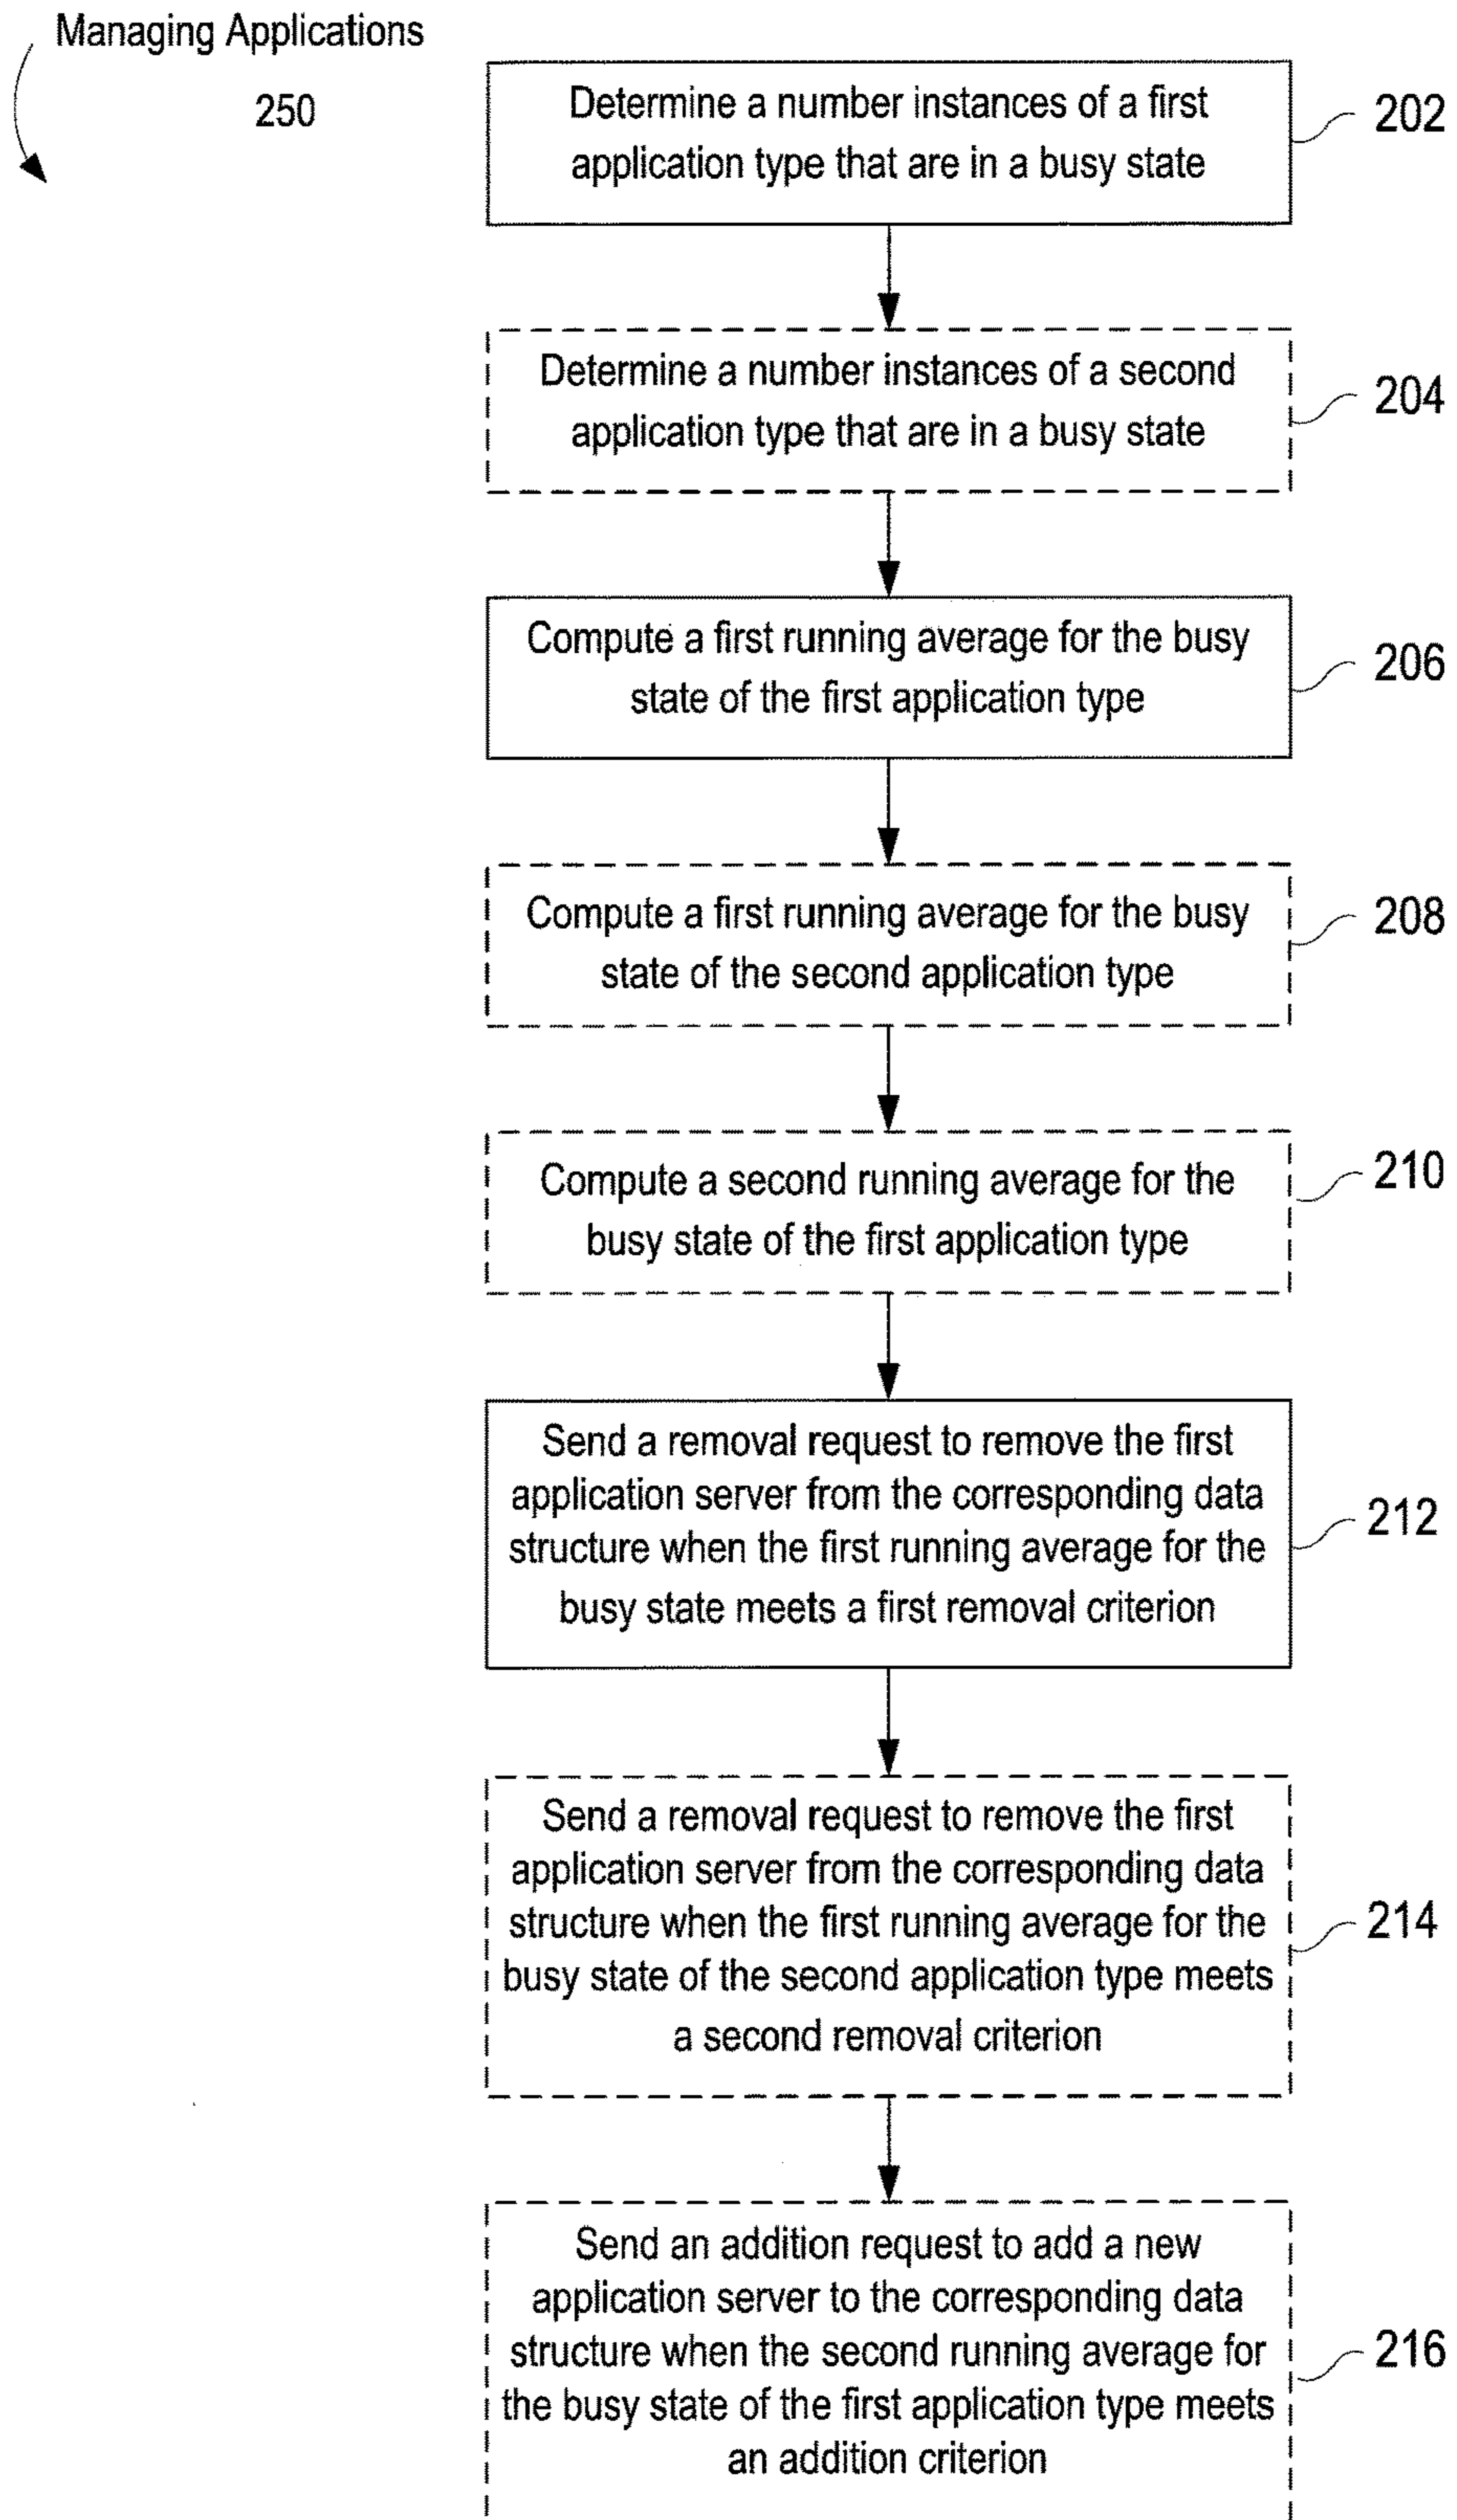 Managing Applications
250
Determine a number instances of a first
application type that are in a busy state
202
Determine a number instances of a second
application type that are in a busy state
204
Compute a first running average for the busy
state of the first application type
206
Compute a first running average for the busy
state of the second application type
208
Compute a second running average for the
busy state of the first application type
210
Send a removal request to remove the first
application server from the corresponding data
structure when the first running average for the
busy state meets a first removal criterion
212
Send a removal request to remove the first
application server from the corresponding data
structure when the first running average for the
busy state of the second application type meets
a second removal criterion
214
Send an addition request to add a new
application server to the corresponding data
structure when the second running average for
the busy state of the first application type meets
an addition criterion
216